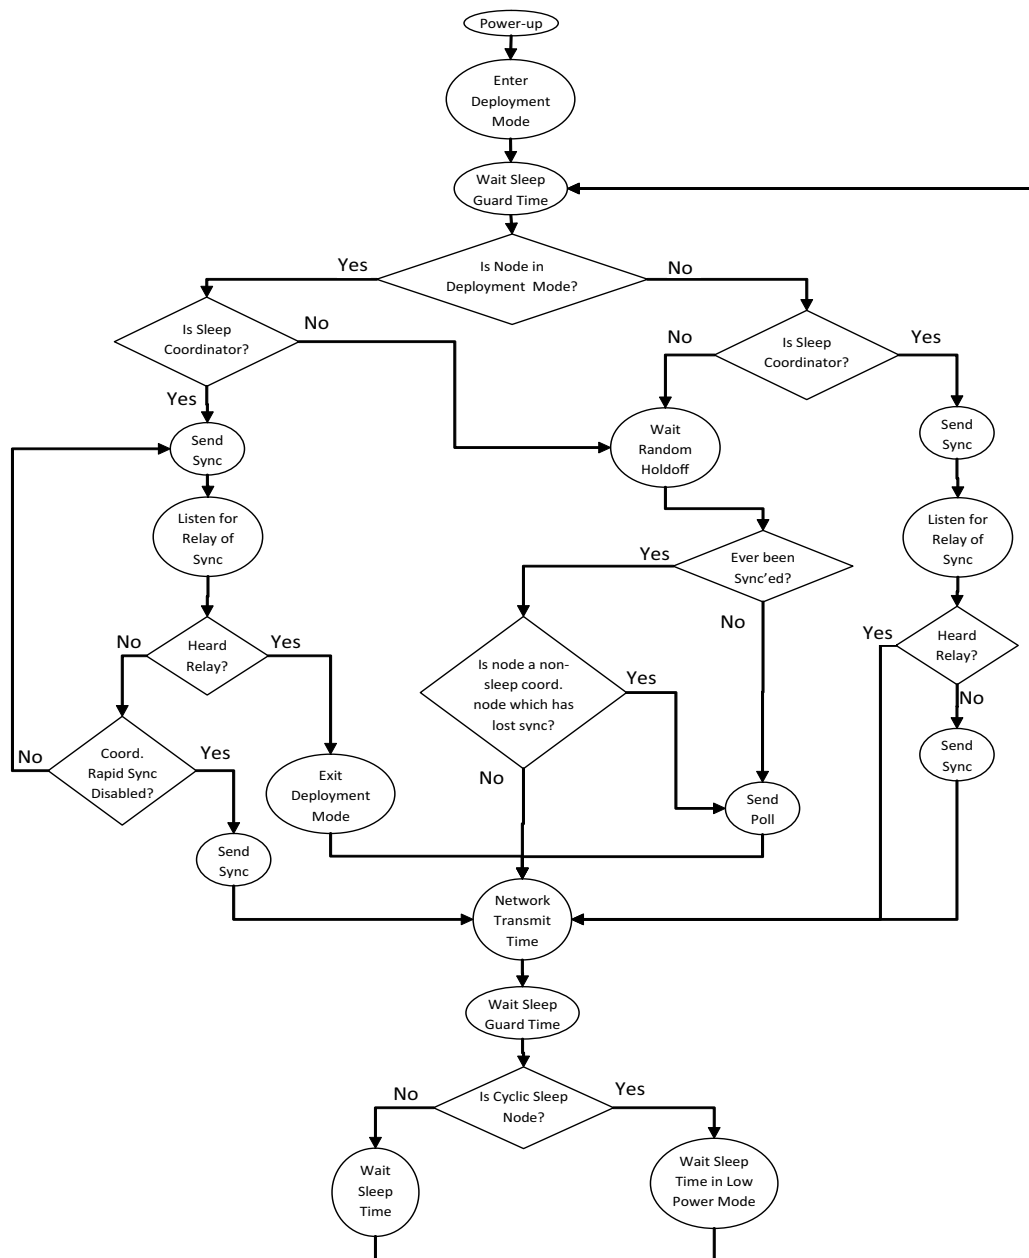 Power-up
Enter
Deployment
Mode
Wait Sleep
Guard Time
Is Node in
Deployment Mode?
Yes
No
Is Sleep
Coordinator?
No
Yes
Is Sleep
Coordinator?
No
Yes
Send
Sync
Wait
Random
Holdoff
Send
Sync
Listen for
Relay of
Sync
Listen for
Relay of
Sync
Ever been
Sync'ed?
Yes
No
Heard
Relay?
No
Yes
Is node a non-
sleep coord.
node which has
lost sync?
Yes
No
Heard
Relay?
Yes
No
Coord.
Rapid Sync
Disabled?
No
Yes
Exit
Deployment
Mode
Send
Poll
Send
Sync
Send
Sync
Network
Transmit
Time
Wait Sleep
Guard Time
Is Cyclic Sleep
Node?
No
Yes
Wait
Sleep
Time
Wait Sleep
Time in Low
Power Mode